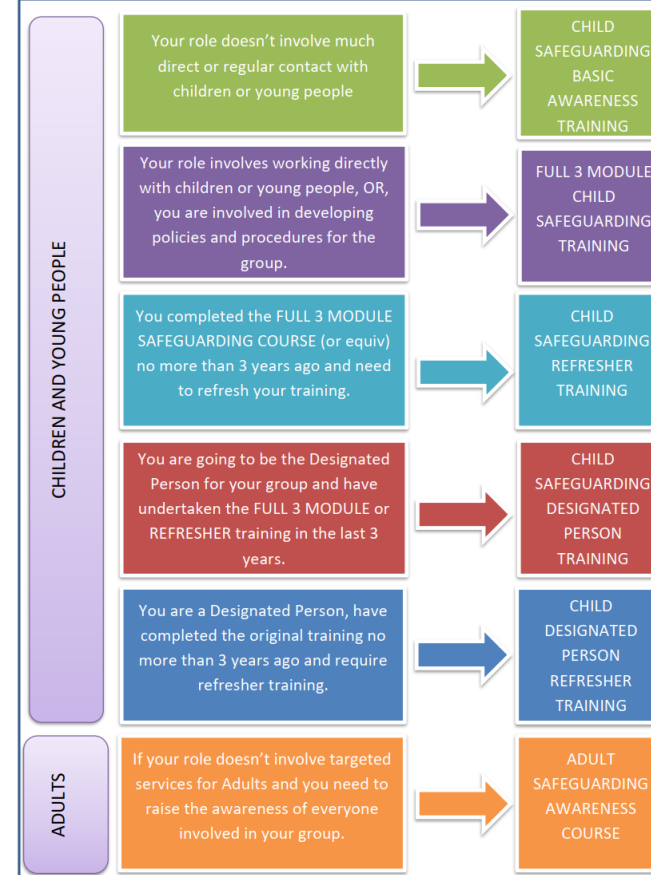 CHILDREN AND YOUNG PEOPLE
Your role doesn’t involve much
direct or regular contact with
children or young people
CHILD
SAFEGUARDING
BASIC
AWARENESS
TRAINING
Your role involves working directly
with children or young people, OR,
you are involved in developing
policies and procedures for the
group.
FULL 3 MODULE
CHILD
SAFEGUARDING
TRAINING
You completed the FULL 3 MODULE
SAFEGUARDING COURSE (or equiv)
no more than 3 years ago and need
to refresh your training.
CHILD
SAFEGUARDING
REFRESHER
TRAINING
You are going to be the Designated
Person for your group and have
undertaken the FULL 3 MODULE or
REFRESHER training in the last 3
years.
CHILD
SAFEGUARDING
DESIGNATED
PERSON
TRAINING
You are a Designated Person, have
completed the original training no
more than 3 years ago and require
refresher training.
CHILD
DESIGNATED
PERSON
REFRESHER
TRAINING
ADULTS
If your role doesn’t involve targeted
services for Adults and you need to
raise the awareness of everyone
involved in your group.
ADULT
SAFEGUARDING
AWARENESS
COURSE